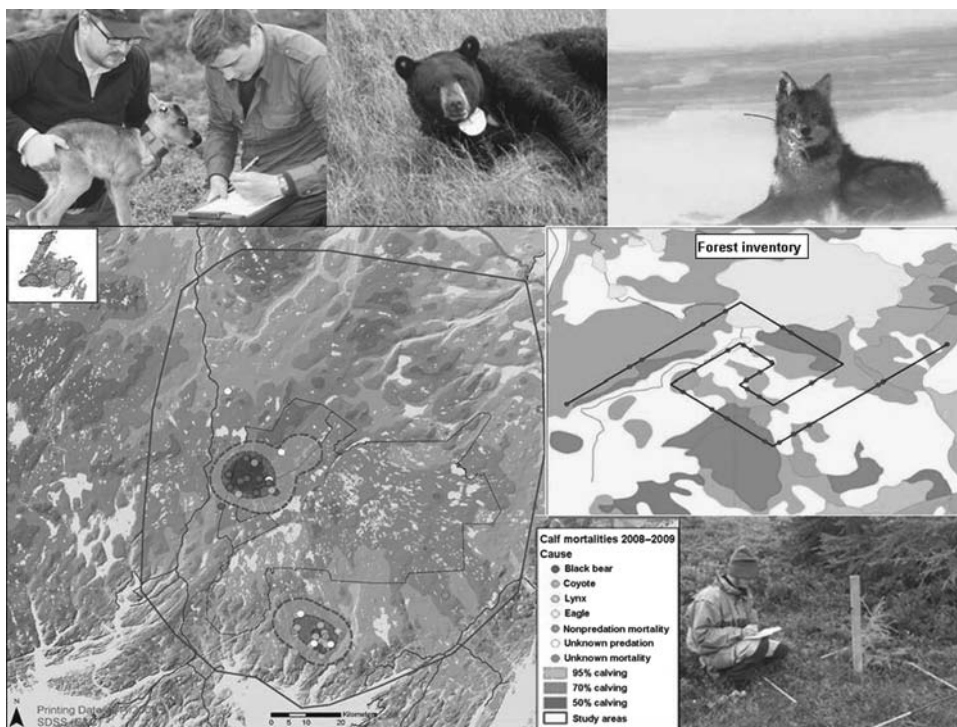 Forest inventory
Calf mortalities 2008–2009
Cause
Black bear
Coyote
Lynx
Eagle
Nonpredation mortality
Unknown predation
Unknown mortality
95% calving
70% calving
50% calving
Study areas
N
Printing Date
SDSS
0 5 10 20
Kilometers